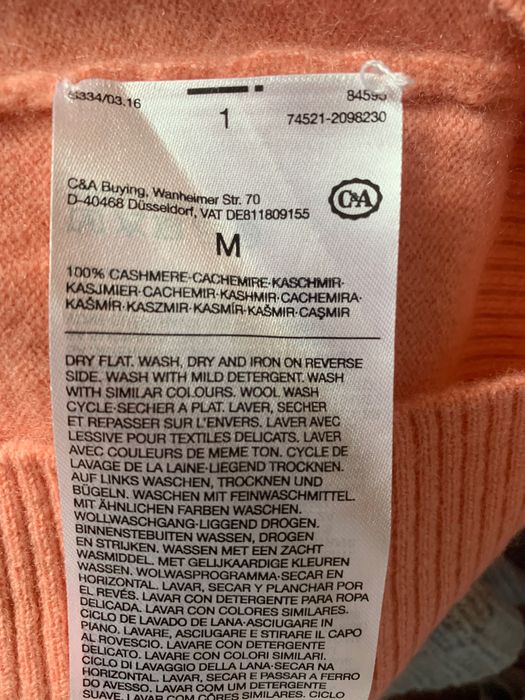 334/03.16
1
74521-2098230
C&A Buying, Wanheimer Str. 70
D-40468 Düsseldorf, VAT DE811809155
C&A
M
100% CASHMERE·CACHEMIRE·KASCHMIR·
KASJMIER·CACHEMIR·KASHMIR·CACHEMIRA·
KAŠMÍR·KASZMIR·KASMÍR·KAŠMIR·CAŞMIR
DRY FLAT. WASH, DRY AND IRON ON REVERSE
SIDE. WASH WITH MILD DETERGENT. WASH
WITH SIMILAR COLOURS. WOOL WASH
CYCLE·SECHER A PLAT. LAVER, SECHER
ET REPASSER SUR L'ENVERS. LAVER AVEC
LESSIVE POUR TEXTILES DELICATS. LAVER
AVEC COULEURS DE MEME TON. CYCLE DE
LAVAGE DE LA LAINE·LIEGEND TROCKNEN.
AUF LINKS WASCHEN, TROCKNEN UND
BÜGELN. WASCHEN MIT FEINWASCHMITTEL.
MIT ÄHNLICHEN FARBEN WASCHEN.
WOLLWASCHGANG·LIGGEND DROGEN.
BINNENSTEBUITEN WASSEN, DROGEN
EN STRIJKEN. WASSEN MET EEN ZACHT
WASMIDDEL. MET GELIJKAARDIGE KLEUREN
WASSEN. WOLWASPROGRAMMA·SECAR EN
HORIZONTAL. LAVAR, SECAR Y PLANCHAR POR
EL REVÉS. LAVAR CON DETERGENTE PARA ROPA
DELICADA. LAVAR CON COLORES SIMILARES.
CICLO DE LAVADO DE LANA·ASCIUGARE IN
PIANO. LAVARE, ASCIUGARE E STIRARE IL CAPO
AL ROVESCIO. LAVARE CON DETERGENTE
DELICATO. LAVARE CON COLORI SIMILARI.
CICLO DI LAVAGGIO DELLA LANA·SECAR NA
HORIZONTAL. LAVAR, SECAR E PASSAR A FERRO
DO AVESSO. LAVAR COM UM DETERGENTE
SUAVE. LAVAR COM CÔRES SIMILARES. CICLO